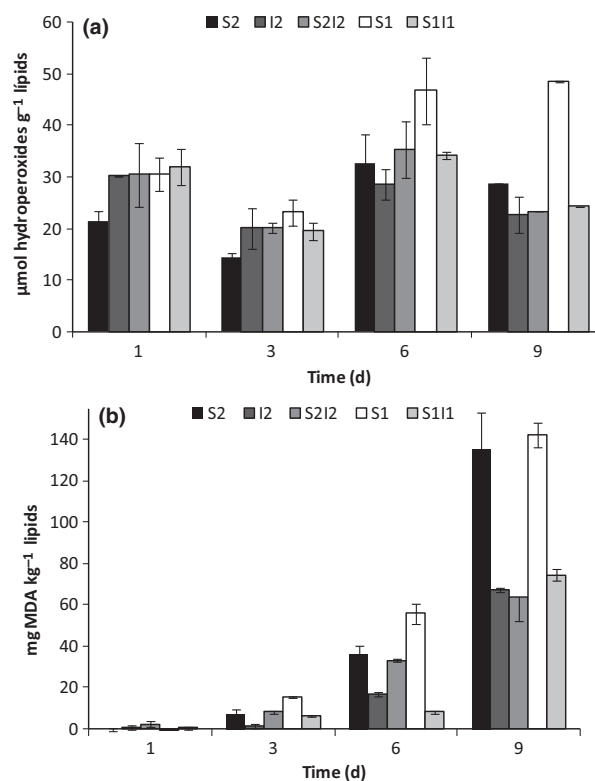 (a)
S2 I2 S2I2 S1 S1I1
60
50
40
30
20
10
0
µmol hydroperoxides g⁻¹ lipids
1 3 6 9
Time (d)
(b)
S2 I2 S2I2 S1 S1I1
140
120
100
80
60
40
20
0
mg MDA kg⁻¹ lipids
1 3 6 9
Time (d)